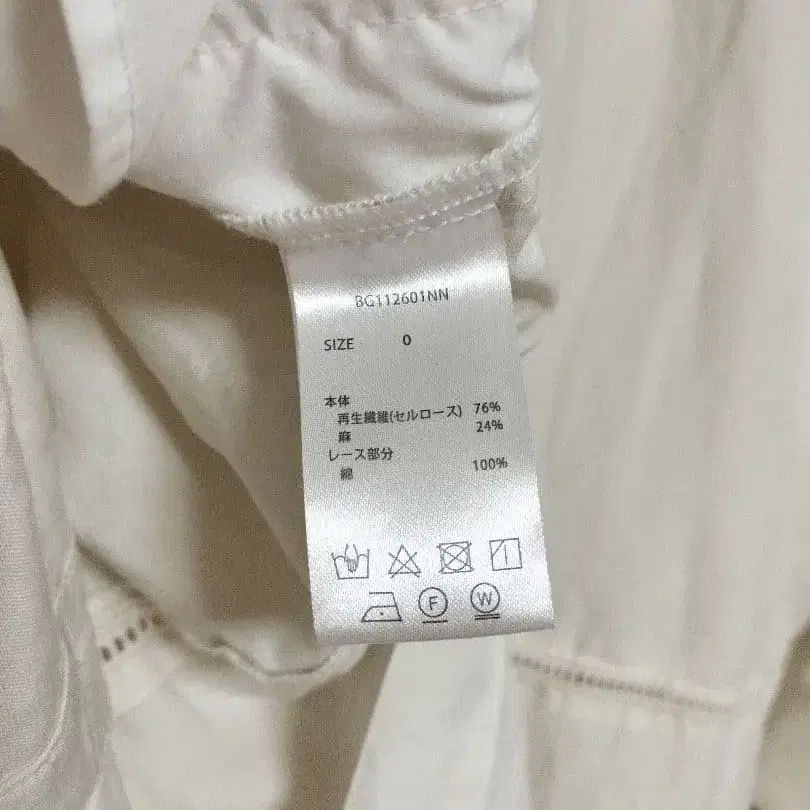 BG112601NN
SIZE 0
本体
再生繊維(セルロース) 76%
麻 24%
レース部分
綿 100%
F W